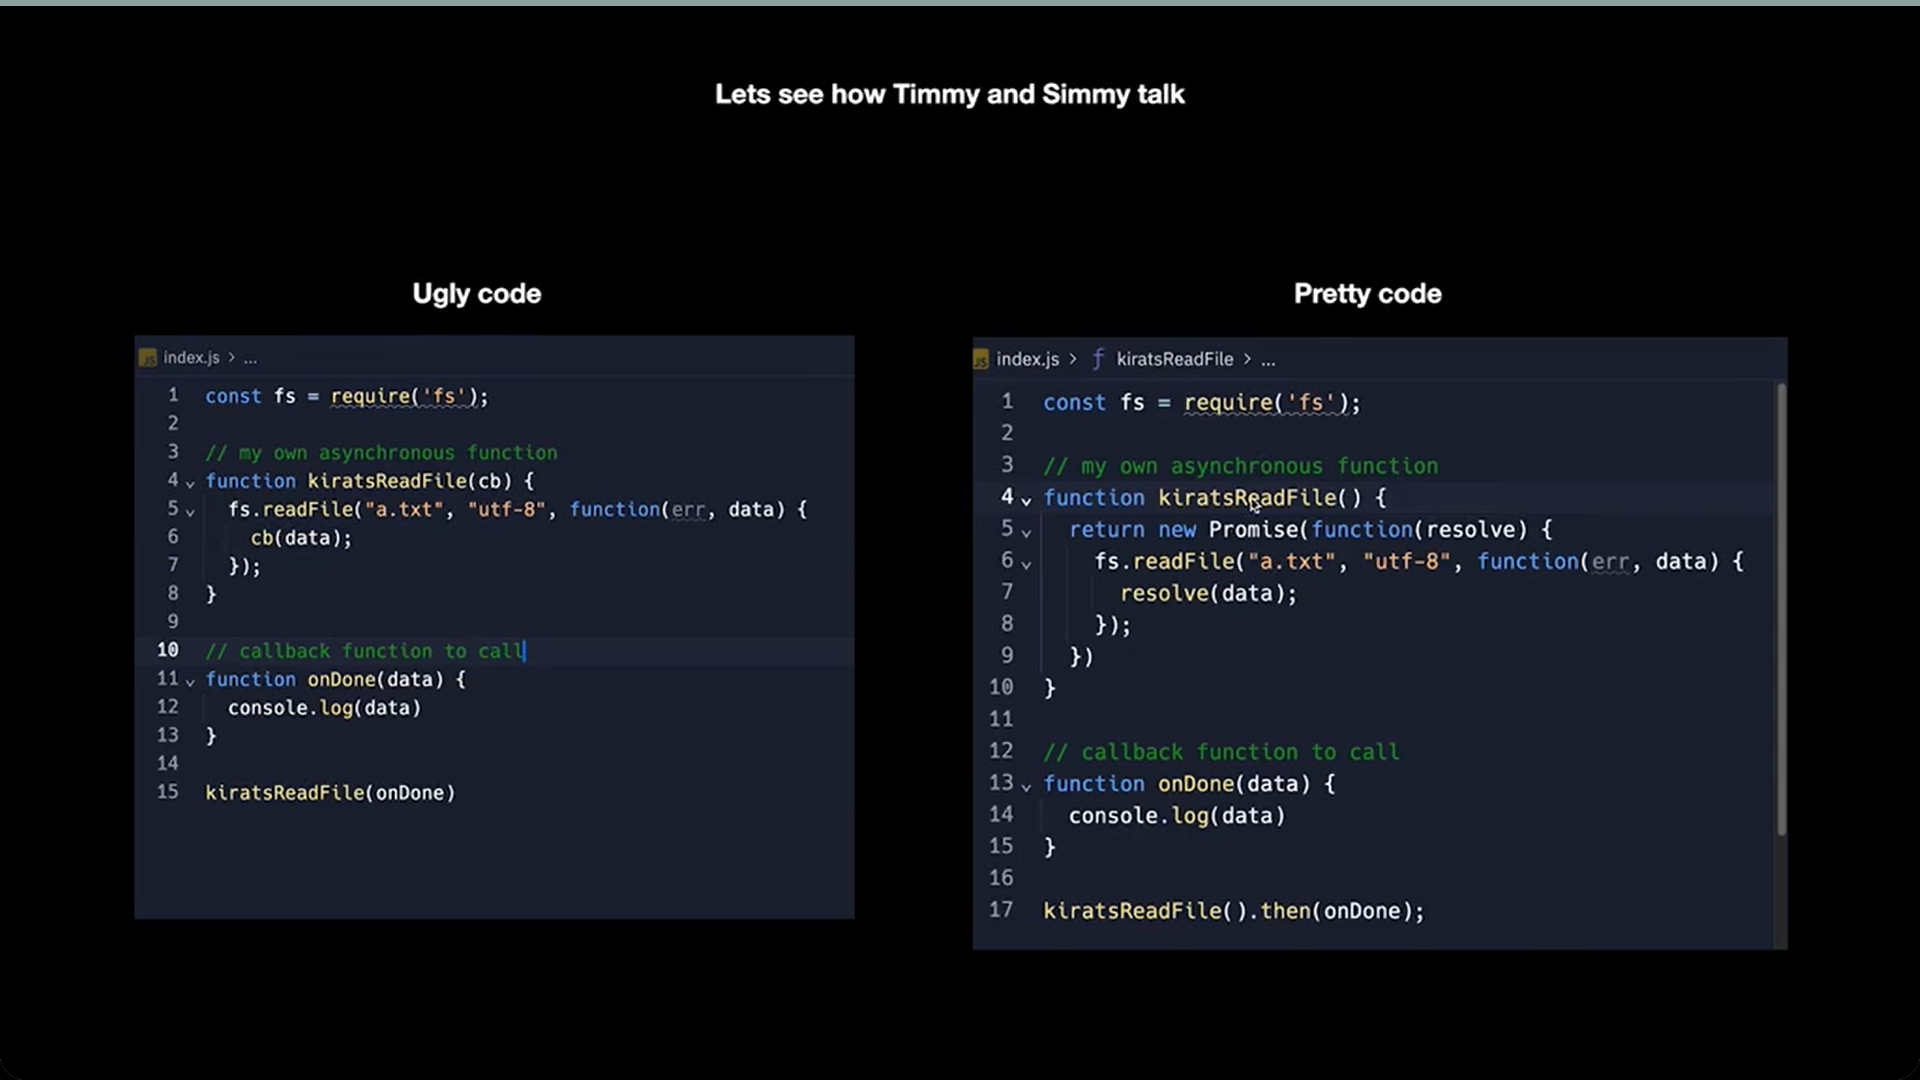 Lets see how Timmy and Simmy talk
Ugly code
JS index.js > ...
1 const fs = require('fs');
2
3 // my own asynchronous function
4 function kiratsReadFile(cb) {
5 fs.readFile("a.txt", "utf-8", function(err, data) {
6 cb(data);
7 });
8 }
9
10 // callback function to call
11 function onDone(data) {
12 console.log(data)
13 }
14
15 kiratsReadFile(onDone)
Pretty code
JS index.js > f kiratsReadFile > ...
1 const fs = require('fs');
2
3 // my own asynchronous function
4 function kiratsReadFile() {
5 return new Promise(function(resolve) {
6 fs.readFile("a.txt", "utf-8", function(err, data) {
7 resolve(data);
8 });
9 })
10 }
11
12 // callback function to call
13 function onDone(data) {
14 console.log(data)
15 }
16
17 kiratsReadFile().then(onDone);